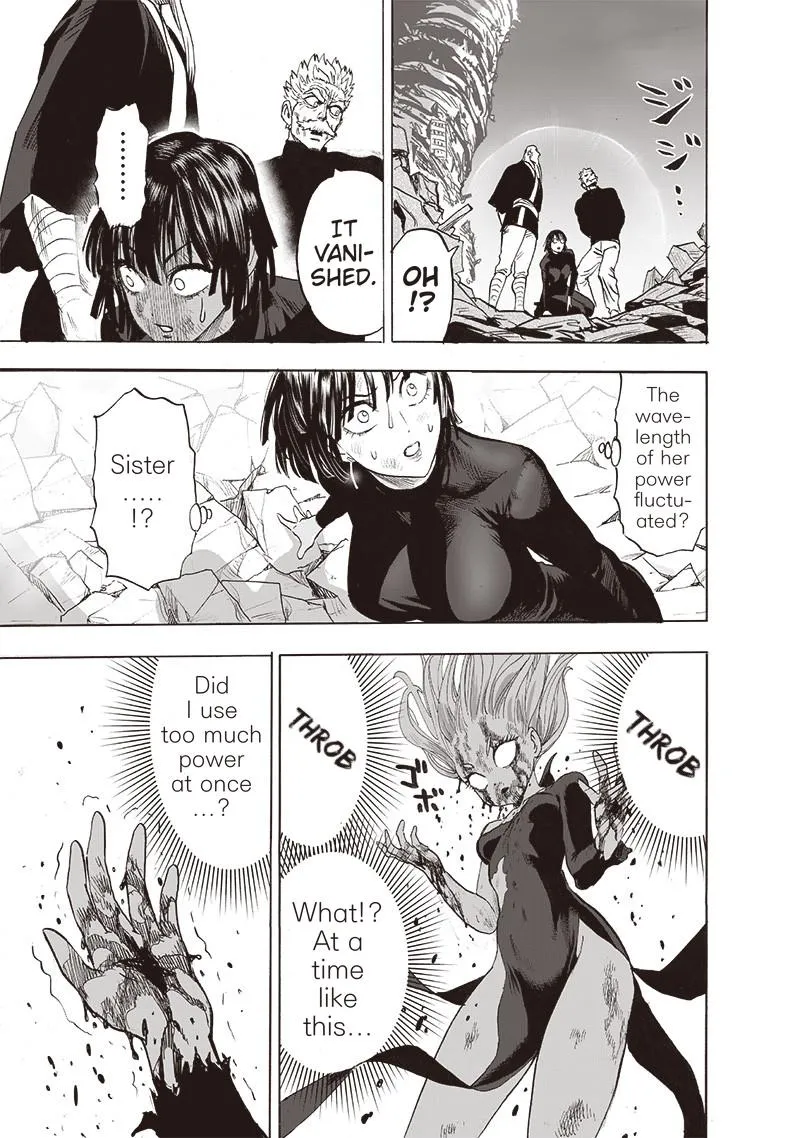 ジジ…
OH
!?
IT
VANI-
SHED.
………
The
wave-
length
of her
power
fluctu-
ated?
Sister
.....
!?
THROB
THROB
ゴボッ
What!?
At a
time
like
this...
Did
I use
too much
power
at once
...?